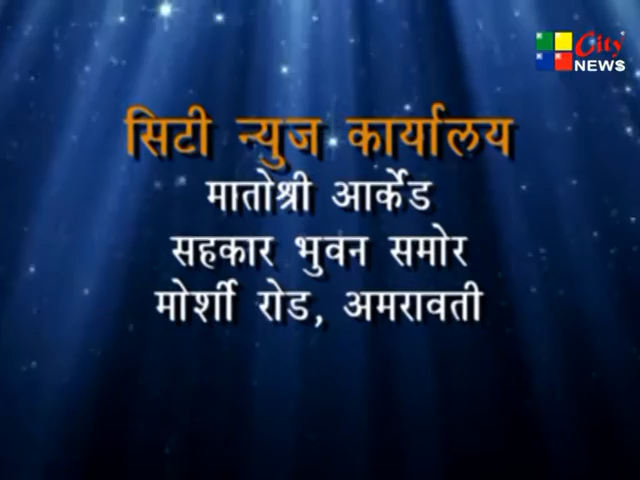 City
NEWS
सिटी न्युज कार्यालय
मातोश्री आर्केड
सहकार भुवन समोर
मोर्शी रोड, अमरावती